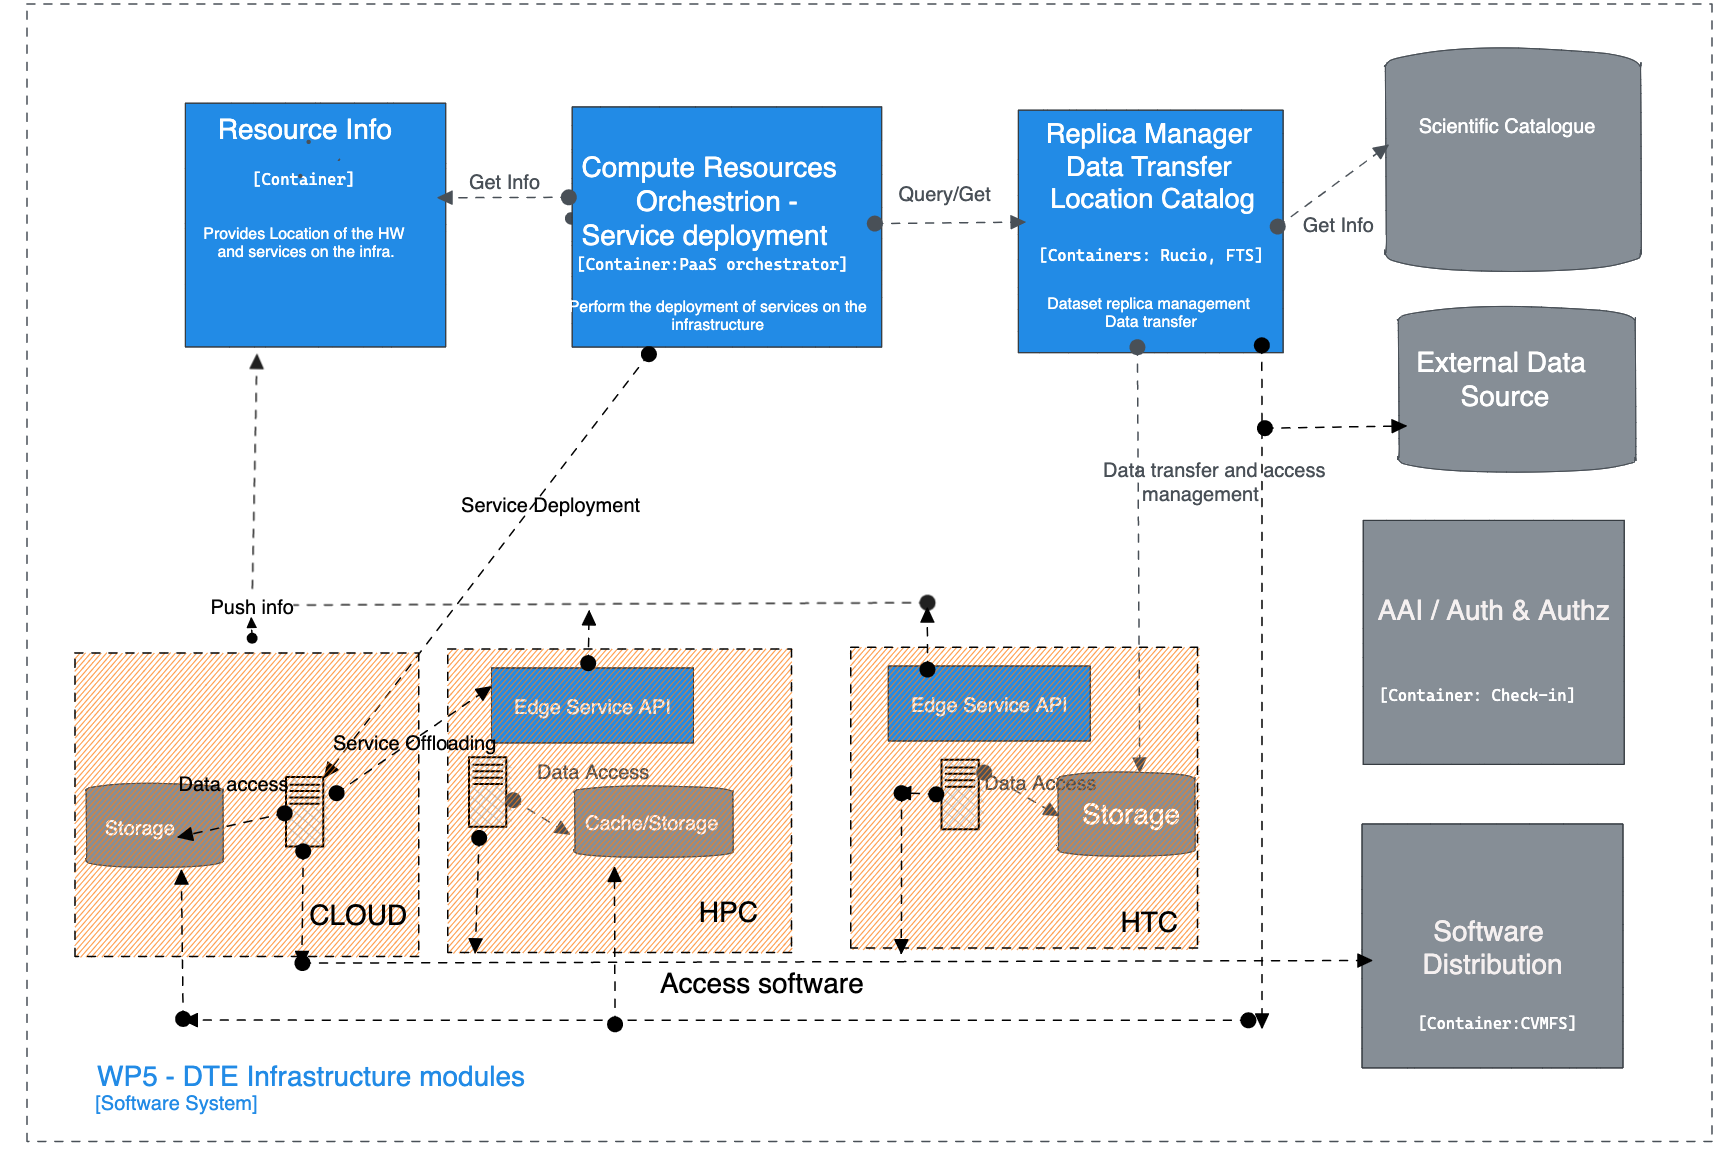 Resource Info
[Container]
Provides Location of the HW
and services on the infra.
Get Info
Compute Resources
Orchestrion -
Service deployment
[Container:PaaS orchestrator]
Perform the deployment of services on the
infrastructure
Query/Get
Replica Manager
Data Transfer
Location Catalog
[Containers: Rucio, FTS]
Dataset replica management
Data transfer
Get Info
Scientific Catalogue
External Data
Source
Data transfer and access
management
Service Deployment
AAI / Auth & Authz
[Container: Check-in]
Push info
Edge Service API
Edge Service API
Service Offloading
Data access
Data Access
Data Access
Storage
Cache/Storage
Storage
CLOUD
HPC
HTC
Software
Distribution
[Container:CVMFS]
Access software
WP5 - DTE Infrastructure modules
[Software System]